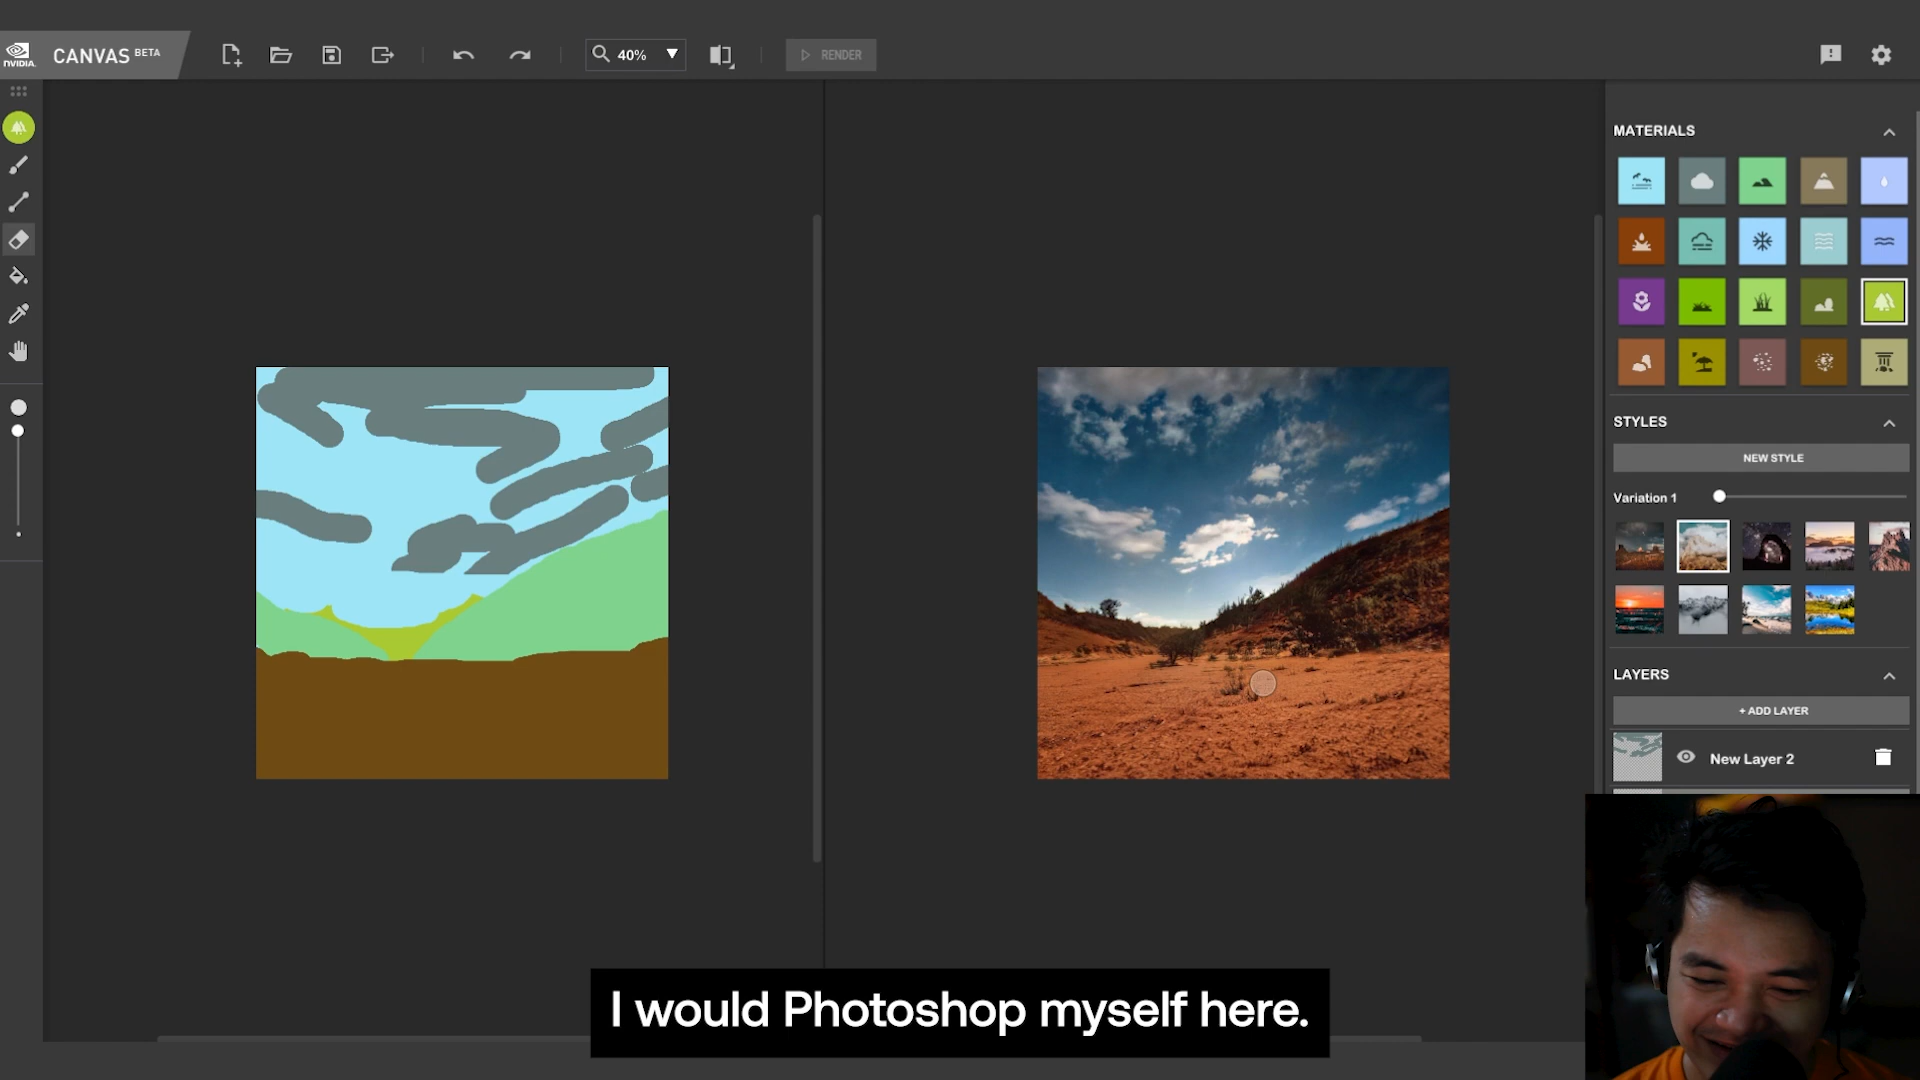 NVIDIA.
CANVAS BETA
40%
RENDER
MATERIALS
STYLES
NEW STYLE
Variation 1
LAYERS
+ ADD LAYER
New Layer 2
I would Photoshop myself here.